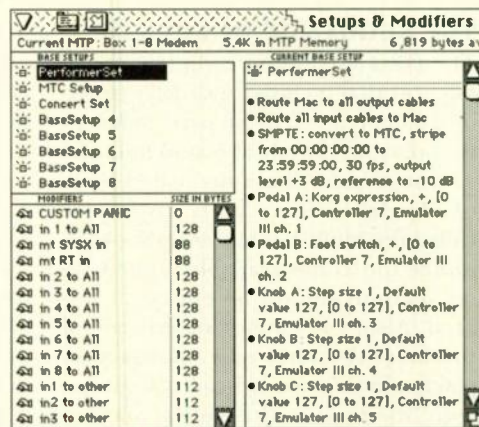 Setups & Modifiers
Current MTP: Box 1-8 Modem 5.4K in MTP Memory 6,819 bytes av
BASE SETUPS
PerformerSet
MTC Setup
Concert Set
BaseSetup 4
BaseSetup 5
BaseSetup 6
BaseSetup 7
BaseSetup 8
MODIFIERS SIZE IN BYTES
CUSTOM PANIC 0
in 1 to All 128
mt SYSX in 88
mt RT in 88
in 2 to All 128
in 3 to All 128
in 4 to All 128
in 5 to All 128
in 6 to All 128
in 7 to All 128
in 8 to All 128
in1 to other 112
in2 to other 112
in3 to other 112
CURRENT BASE SETUP
PerformerSet
• Route Mac to all output cables
• Route all input cables to Mac
• SMPTE: convert to MTC, stripe
from 00:00:00:00 to
23:59:59:00, 30 fps, output
level +3 dB, reference to -10 dB
• Pedal A: Korg expression, +, [0
to 127], Controller 7, Emulator
III ch. 1
• Pedal B: Foot switch, +, [0 to
127], Controller 7, Emulator III
ch. 2
• Knob A: Step size 1, Default
value 127, [0 to 127], Controller
7, Emulator III ch. 3
• Knob B: Step size 1, Default
value 127, [0 to 127], Controller
7, Emulator III ch. 4
• Knob C: Step size 1, Default
value 127, [0 to 127], Controller
7, Emulator III ch. 5